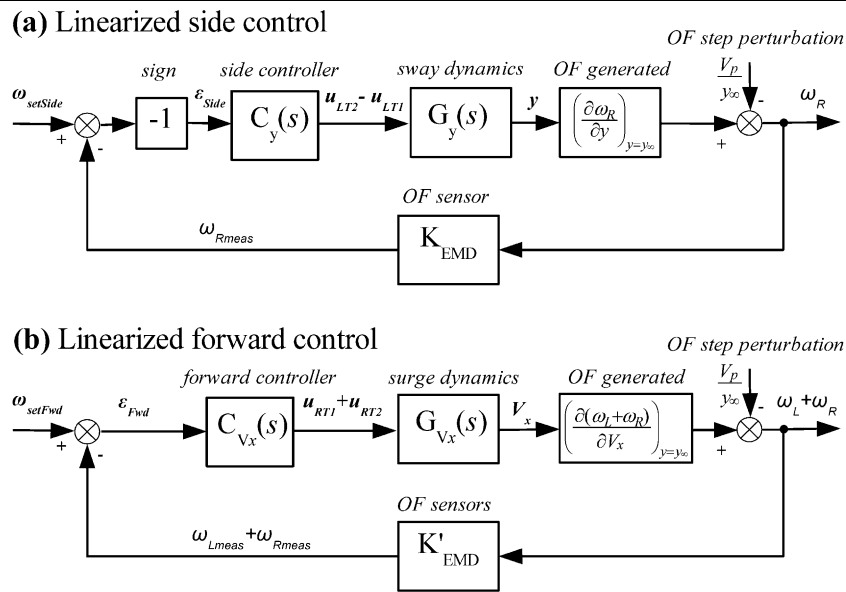 (a) Linearized side control
OF step perturbation
sign
side controller
sway dynamics
OF generated
V_p / y_∞
ω_setSide
ε_Side
u_LT2 - u_LT1
y
ω_R
-1
C_y(s)
G_y(s)
(∂ω_R / ∂y)_y=y∞
+
-
+
-
OF sensor
ω_Rmeas
K_EMD
(b) Linearized forward control
OF step perturbation
forward controller
surge dynamics
OF generated
V_p / y_∞
ω_setFwd
ε_Fwd
u_RT1+u_RT2
V_x
ω_L+ω_R
C_Vx(s)
G_Vx(s)
(∂(ω_L+ω_R) / ∂V_x)_y=y∞
+
-
+
-
OF sensors
ω_Lmeas+ω_Rmeas
K'_EMD